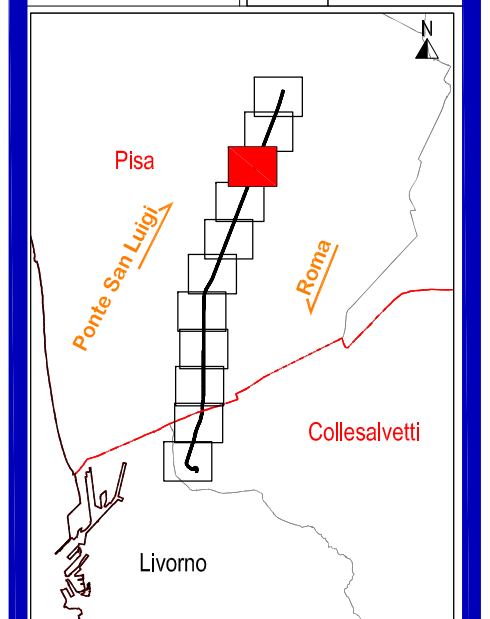 N
Pisa
Ponte San Luigi
Roma
Collesalvetti
Livorno